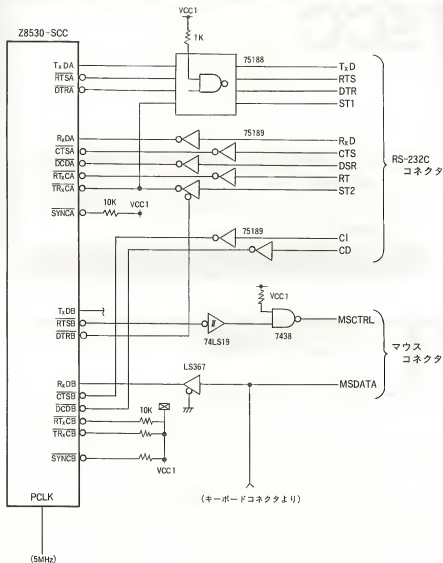 VCC1
Z8530-SCC
1K
TxDA
75188
TxD
RTSA
RTS
DTRA
DTR
ST1
RxDA
75189
RxD
CTSA
CTS
DCDA
DSR
RTxCA
RT
TRxCA
ST2
RS-232C
コネクタ
SYNCA
10K
VCC1
75189
CI
CD
TxDB
RTSB
DTRB
VCC1
74LS19
7438
MSCTRL
マウス
コネクタ
LS367
RxDB
MSDATA
CTSB
DCDB
10K
RTxCB
TRxCB
SYNCB
VCC1
PCLK
(キーボードコネクタより)
(5MHz)